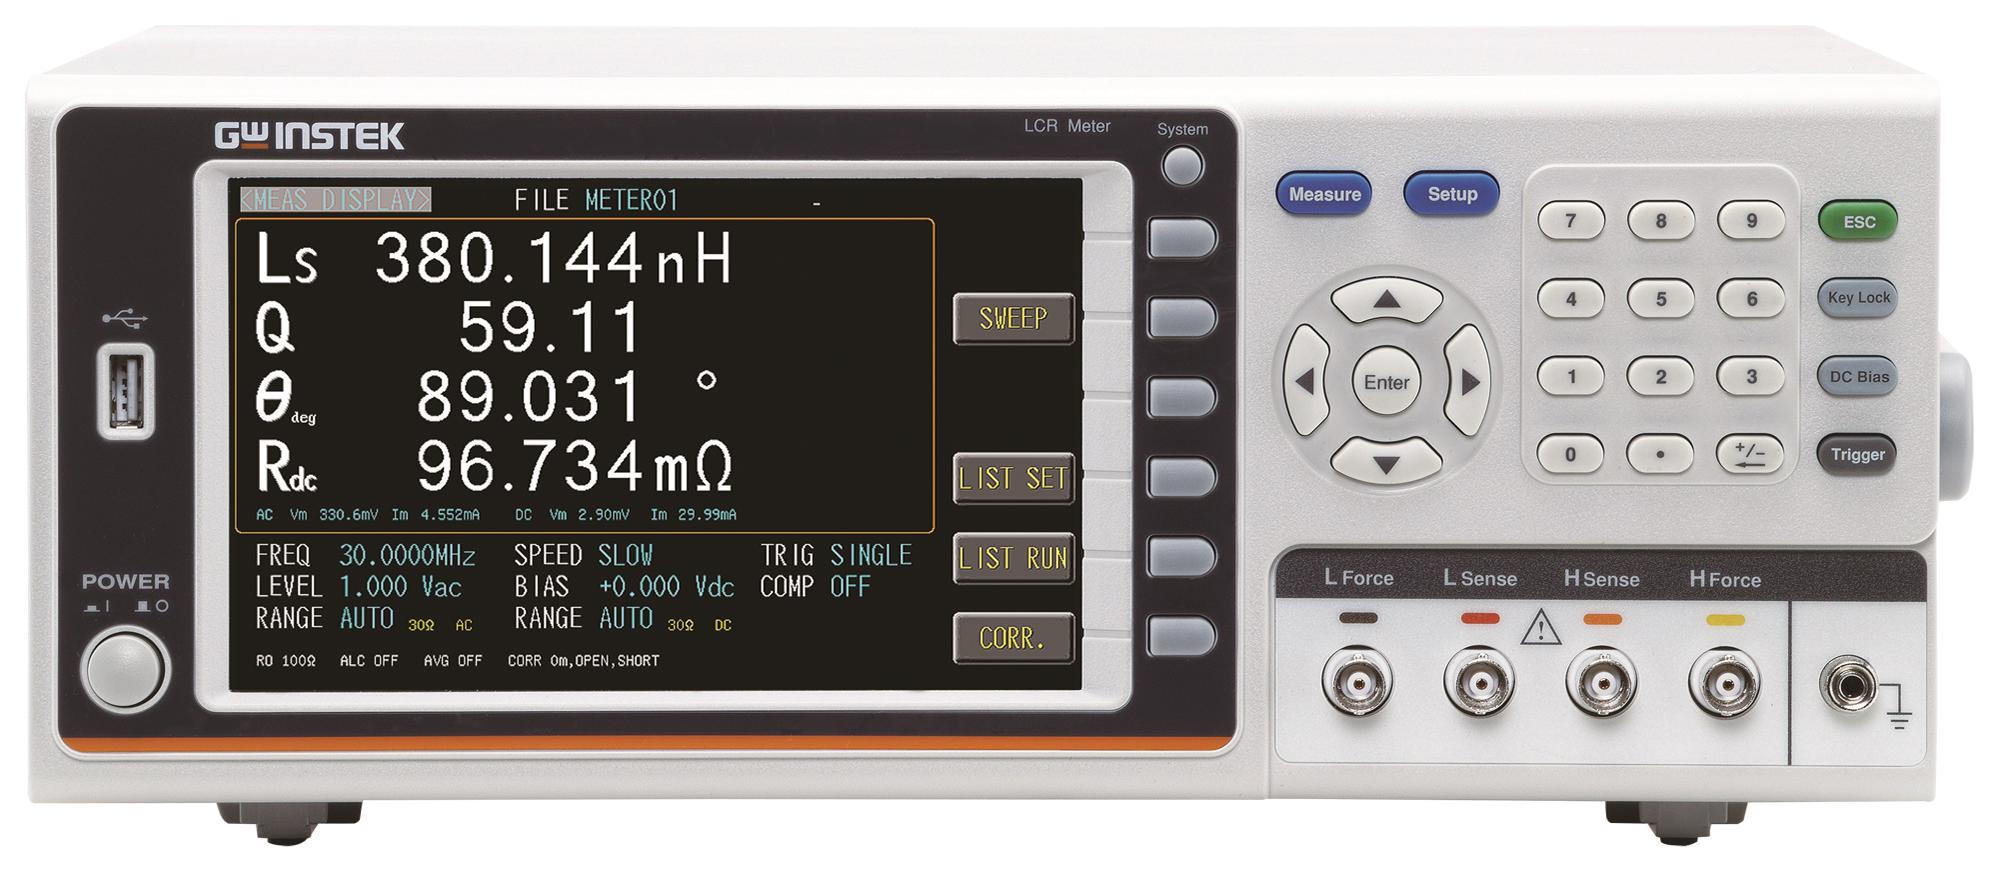 GW INSTEK
LCR Meter
System
<MEAS DISPLAY> FILE METER01 -
Ls 380.144nH
Q 59.11
θdeg 89.031 °
Rdc 96.734mΩ
AC Vm 330.6mV Im 4.552mA DC Vm 2.90mV Im 29.99mA
FREQ 30.0000MHz SPEED SLOW TRIG SINGLE
LEVEL 1.000 Vac BIAS +0.000 Vdc COMP OFF
RANGE AUTO 30Ω AC RANGE AUTO 30Ω DC
RO 100Ω ALC OFF AVG OFF CORR 0m,OPEN,SHORT
SWEEP
LIST SET
LIST RUN
CORR.
POWER
Measure Setup
7 8 9 ESC
4 5 6 Key Lock
Enter
1 2 3 DC Bias
0 . +/- Trigger
L Force L Sense H Sense H Force